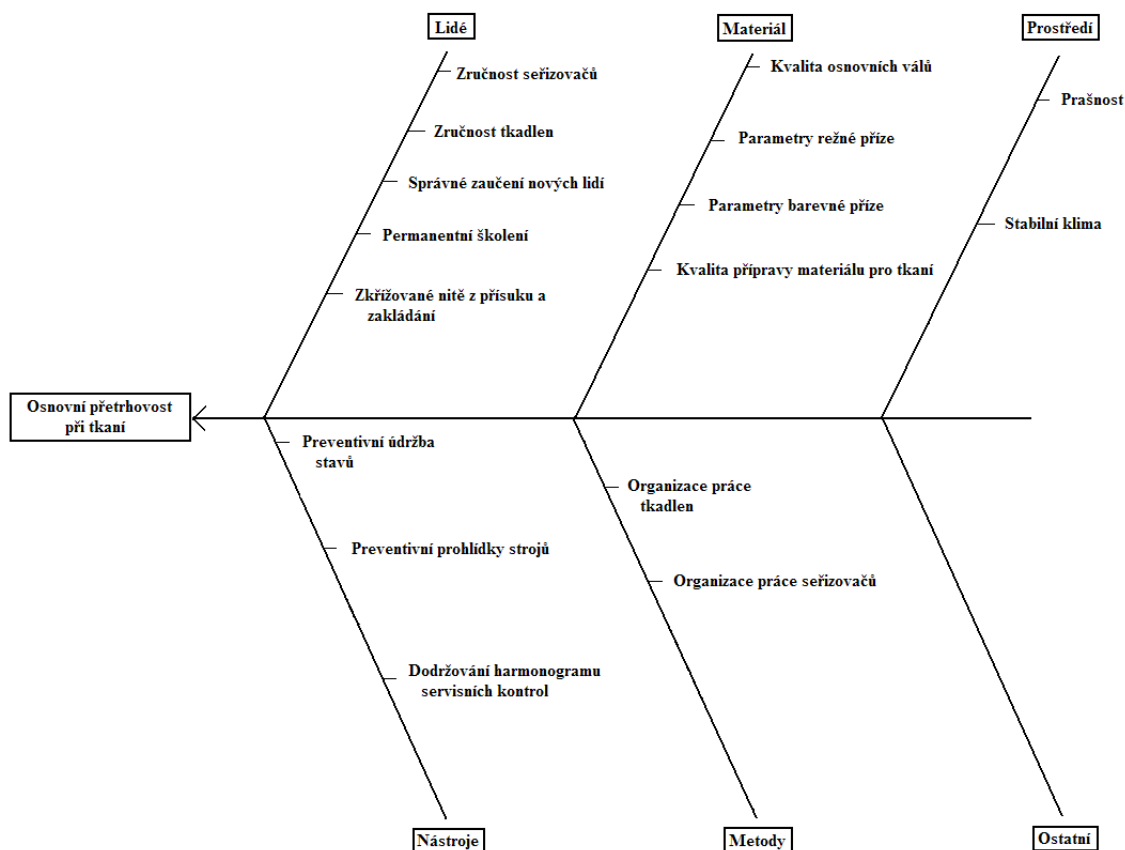 Lidé
Materiál
Prostředí
Zručnost seřizovačů
Zručnost tkadlen
Správné zaučení nových lidí
Permanentní školení
Zkřížované nitě z přísuku a
zakládání
Kvalita osnovních válů
Parametry režné příze
Parametry barevné příze
Kvalita přípravy materiálu pro tkaní
Prašnost
Stabilní klima
Osnovní přetrhovost
při tkaní
Preventivní údržba
stavů
Preventivní prohlídky strojů
Dodržování harmonogramu
servisních kontrol
Organizace práce
tkadlen
Organizace práce seřizovačů
Nástroje
Metody
Ostatní